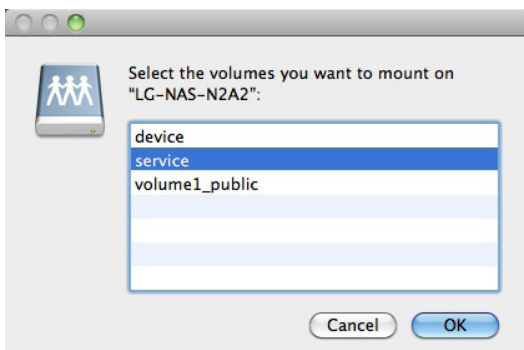 Select the volumes you want to mount on
"LG-NAS-N2A2":
device
service
volume1_public
Cancel
OK